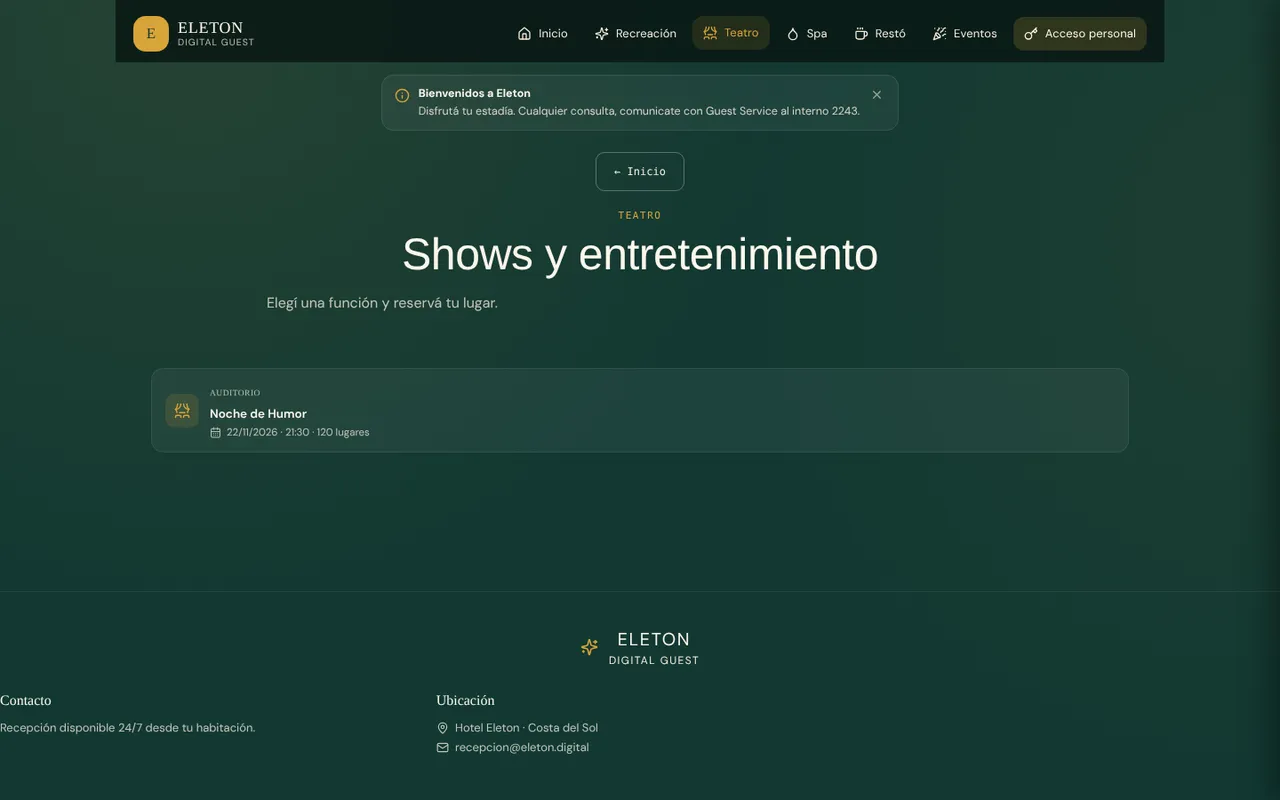 E
ELETON
DIGITAL GUEST
Inicio
Recreación
Teatro
Spa
Restó
Eventos
Acceso personal
Bienvenidos a Eleton
Disfrutá tu estadía. Cualquier consulta, comunicate con Guest Service al interno 2243.
← Inicio
TEATRO
Shows y entretenimiento
Elegí una función y reservá tu lugar.
AUDITORIO
Noche de Humor
22/11/2026 · 21:30 · 120 lugares
ELETON
DIGITAL GUEST
Contacto
Recepción disponible 24/7 desde tu habitación.
Ubicación
Hotel Eleton · Costa del Sol
recepcion@eleton.digital